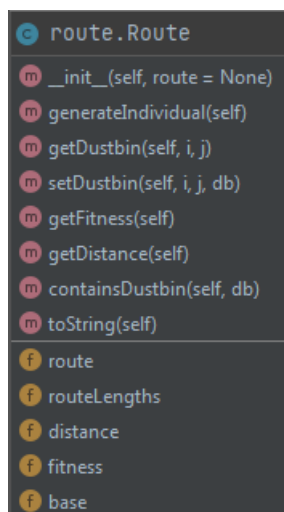 C route.Route
m __init__(self, route = None)
m generateIndividual(self)
m getDustbin(self, i, j)
m setDustbin(self, i, j, db)
m getFitness(self)
m getDistance(self)
m containsDustbin(self, db)
m toString(self)
f route
f routeLengths
f distance
f fitness
f base